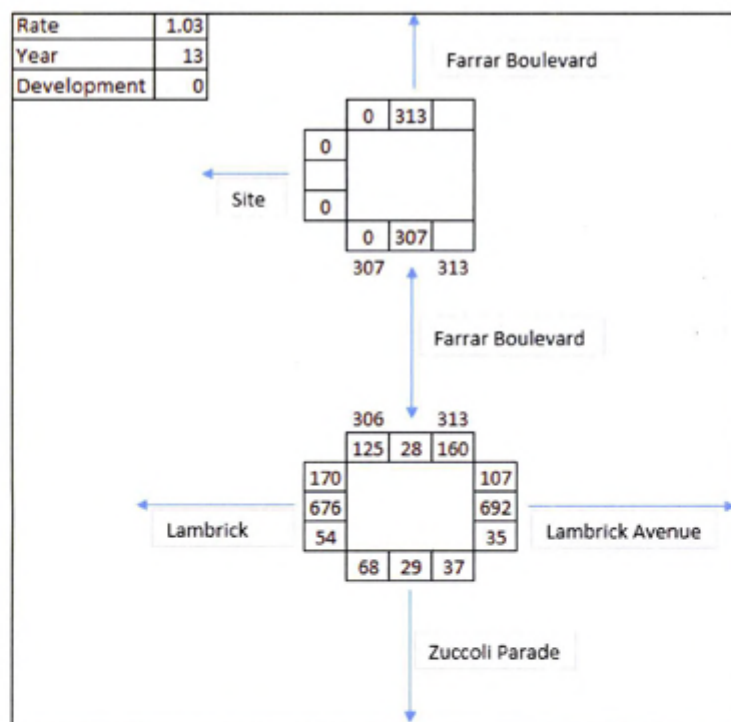 Rate 1.03
Year 13
Development 0
Farrar Boulevard
0 313
0
Site
0
0 307
307 313
Farrar Boulevard
306 313
125 28 160
170 107
676 692
Lambrick Lambrick Avenue
54 35
68 29 37
Zuccoli Parade